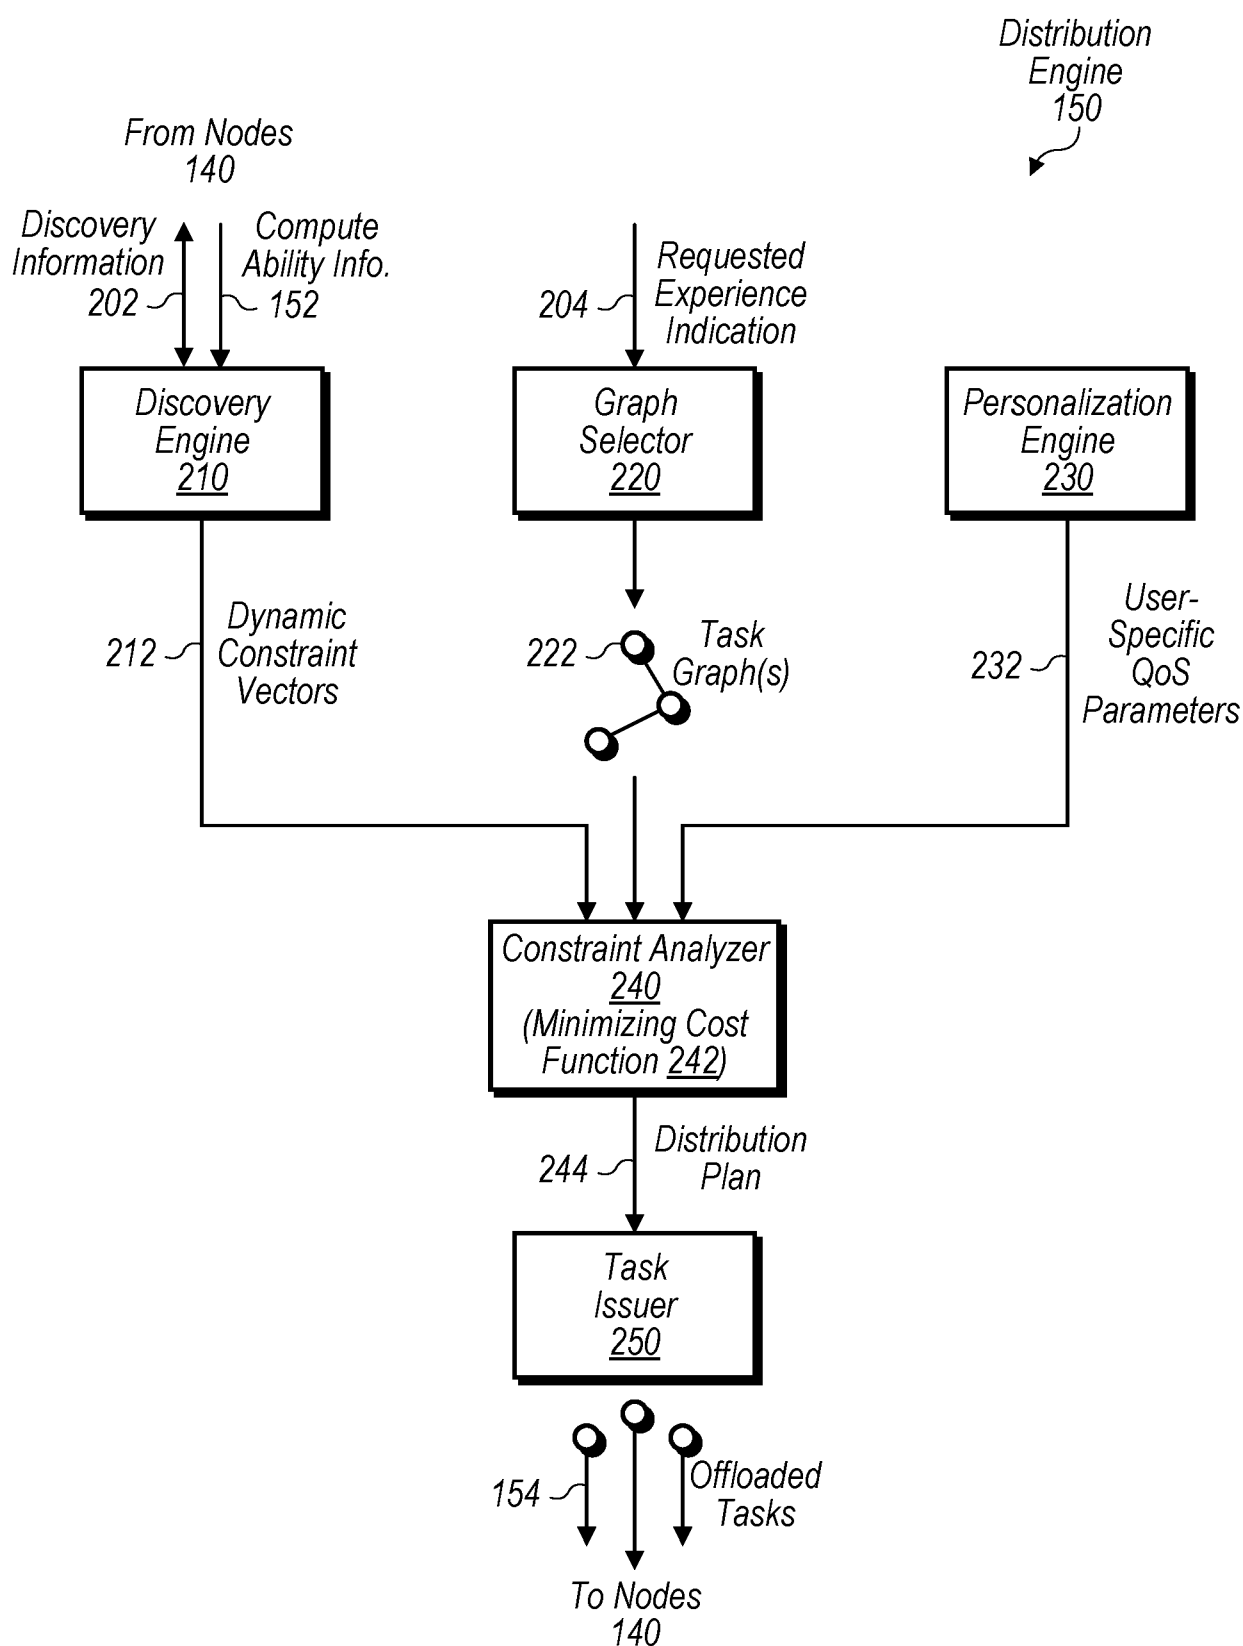 Distribution
Engine
150
From Nodes
140
Discovery
Information
202
Compute
Ability Info.
152
204
Requested
Experience
Indication
Discovery
Engine
210
Graph
Selector
220
Personalization
Engine
230
212
Dynamic
Constraint
Vectors
222
Task
Graph(s)
232
User-
Specific
QoS
Parameters
Constraint Analyzer
240
(Minimizing Cost
Function 242)
244
Distribution
Plan
Task
Issuer
250
154
Offloaded
Tasks
To Nodes
140